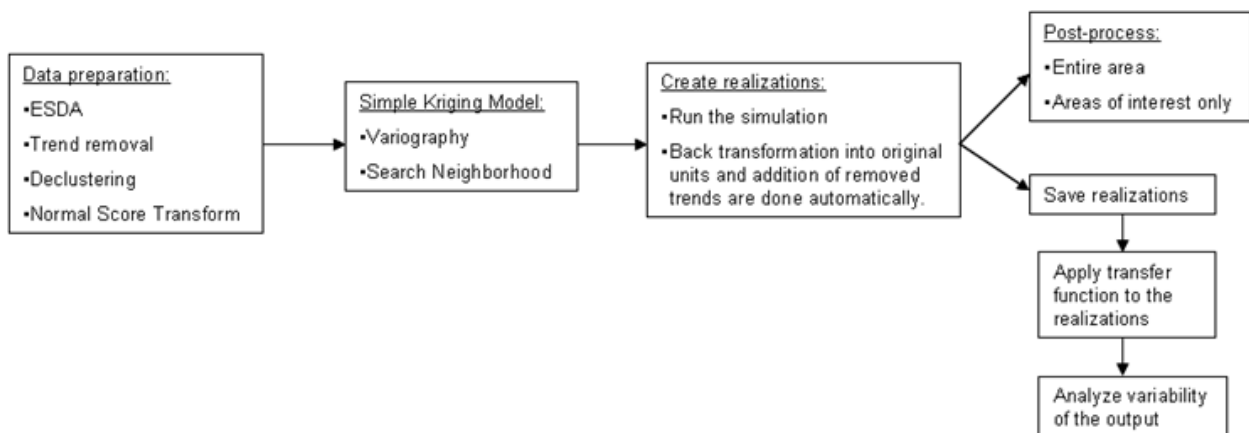 Data preparation:
▪ESDA
▪Trend removal
▪Declustering
▪Normal Score Transform
Simple Kriging Model:
▪Variography
▪Search Neighborhood
Create realizations:
▪Run the simulation
▪Back transformation into original
units and addition of removed
trends are done automatically.
Post-process:
▪Entire area
▪Areas of interest only
Save realizations
Apply transfer
function to the
realizations
Analyze variability
of the output